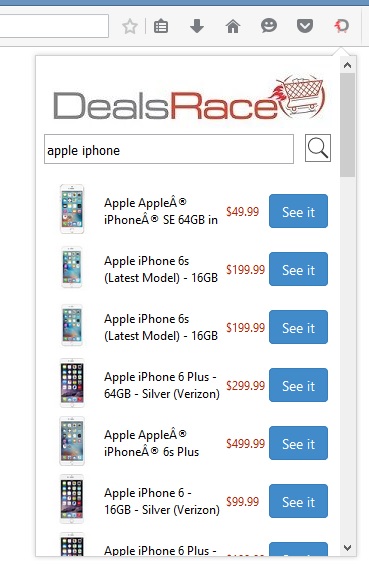 DealsRace
apple iphone
Apple AppleÂ®
iPhoneÂ® SE 64GB in
$49.99
See it
Apple iPhone 6s
(Latest Model) - 16GB
$199.99
See it
Apple iPhone 6s
(Latest Model) - 16GB
$199.99
See it
Apple iPhone 6 Plus -
64GB - Silver (Verizon)
$299.99
See it
Apple AppleÂ®
iPhoneÂ® 6s Plus
$499.99
See it
Apple iPhone 6 -
16GB - Silver (Verizon)
$99.99
See it
Apple iPhone 6 Plus -